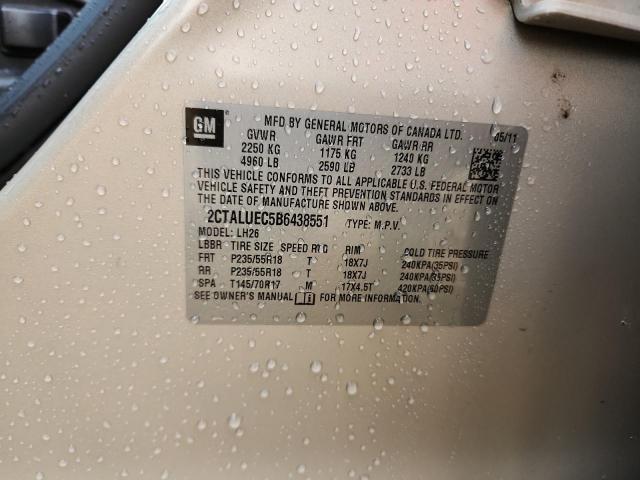 GM
MFD BY GENERAL MOTORS OF CANADA LTD. 05/11
GVWR GAWR FRT GAWR RR
2250 KG 1175 KG 1240 KG
4960 LB 2590 LB 2733 LB
THIS VEHICLE CONFORMS TO ALL APPLICABLE U.S. FEDERAL MOTOR
VEHICLE SAFETY AND THEFT PREVENTION STANDARDS IN EFFECT ON
THE DATE OF MANUFACTURE SHOWN ABOVE.
2CTALUEC5B6438551 TYPE: M.P.V.
MODEL: LH26
LBBR TIRE SIZE SPEED RTG RIM COLD TIRE PRESSURE
FRT P235/55R18 T 18X7J 240KPA(35PSI)
RR P235/55R18 T 18X7J 240KPA(35PSI)
SPA T145/70R17 M 17X4.5T 420KPA(60PSI)
SEE OWNER'S MANUAL FOR MORE INFORMATION.